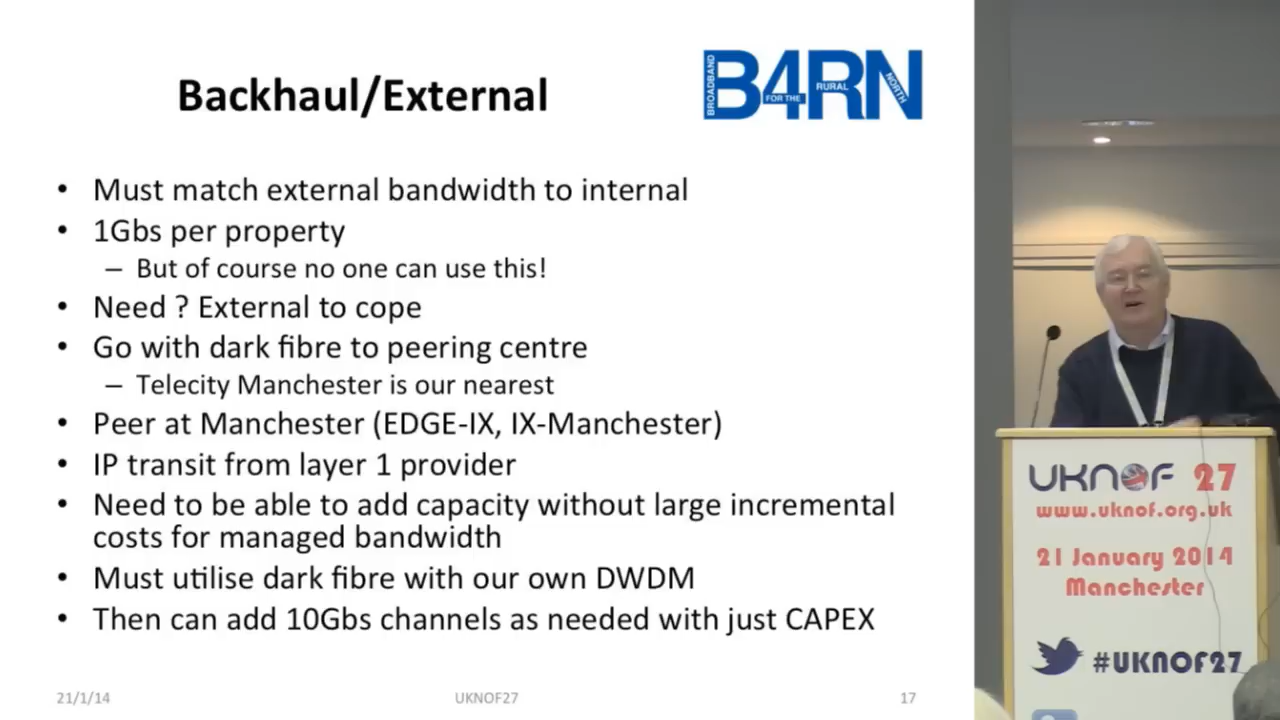 Backhaul/External
BROADBAND
B4RN
FOR THE
RURAL
NORTH
• Must match external bandwidth to internal
• 1Gbs per property
– But of course no one can use this!
• Need ? External to cope
• Go with dark fibre to peering centre
– Telecity Manchester is our nearest
• Peer at Manchester (EDGE-IX, IX-Manchester)
• IP transit from layer 1 provider
• Need to be able to add capacity without large incremental
costs for managed bandwidth
• Must utilise dark fibre with our own DWDM
• Then can add 10Gbs channels as needed with just CAPEX
21/1/14
UKNOF27
17
UKNOF 27
www.uknof.org.uk
21 January 2014
Manchester
#UKNOF27